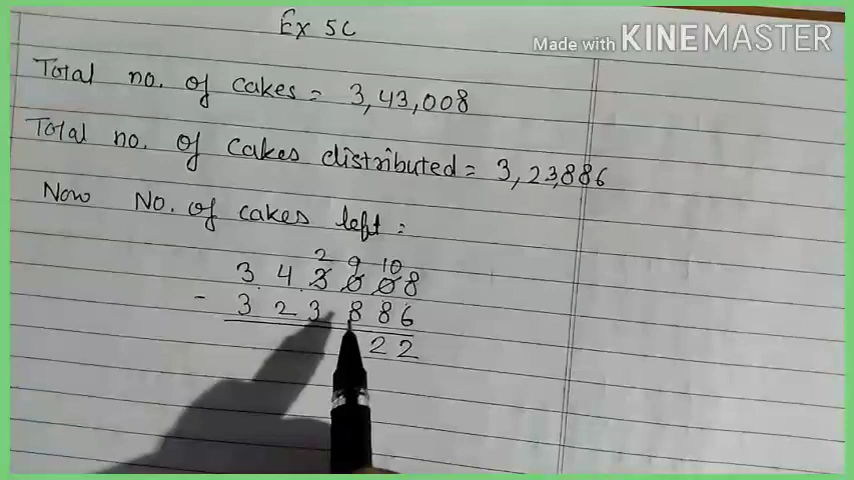 Ex 5C
Made with KINEMASTER
Total no. of cakes = 3,43,008
Total no. of cakes distributed = 3,23,886
Now No. of cakes left :
2 9 10
3 4 3 0 0 8
- 3 2 3 8 8 6
2 2